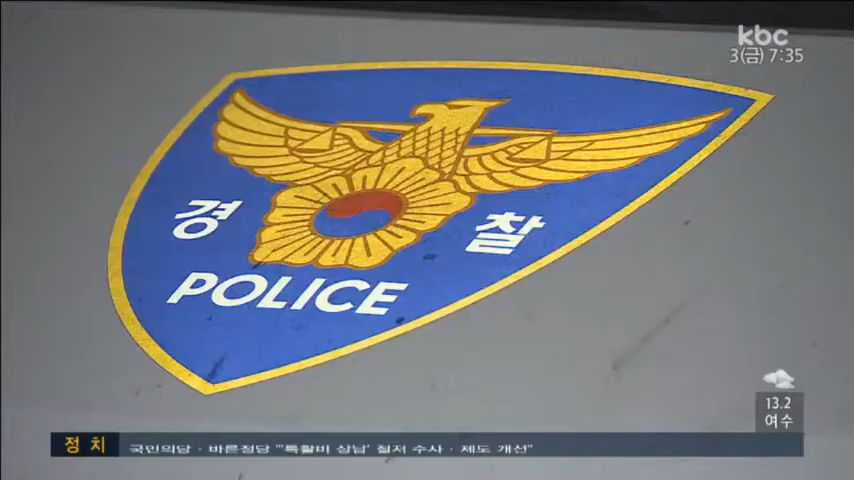 kbc
3(금) 7:35
경 찰
POLICE
13.2
여수
정치 국민의당 · 바른정당 "'특활비 상납' 철저 수사 · 제도 개선"